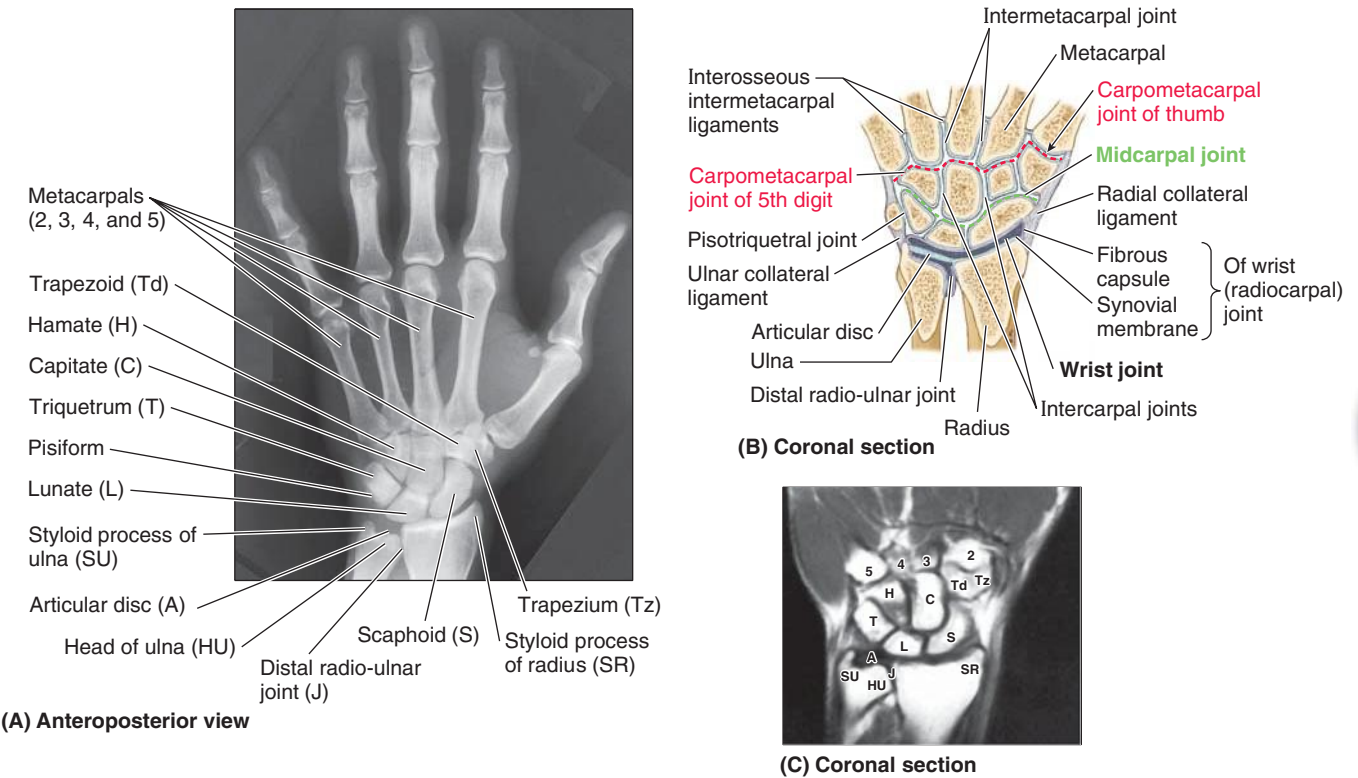 Metacarpals
(2, 3, 4, and 5)
Trapezoid (Td)
Hamate (H)
Capitate (C)
Triquetrum (T)
Pisiform
Lunate (L)
Styloid process of
ulna (SU)
Articular disc (A)
Head of ulna (HU)
Distal radio-ulnar
joint (J)
Scaphoid (S)
Trapezium (Tz)
Styloid process
of radius (SR)
(A) Anteroposterior view
Intermetacarpal joint
Metacarpal
Interosseous
intermetacarpal
ligaments
Carpometacarpal
joint of thumb
Midcarpal joint
Carpometacarpal
joint of 5th digit
Radial collateral
ligament
Pisotriquetral joint
Ulnar collateral
ligament
Fibrous
capsule
Synovial
membrane
Of wrist
(radiocarpal)
joint
Articular disc
Ulna
Wrist joint
Distal radio-ulnar joint
Intercarpal joints
Radius
(B) Coronal section
5
4
3
2
H
C
Td
Tz
T
L
S
A
SU
HU
J
SR
(C) Coronal section